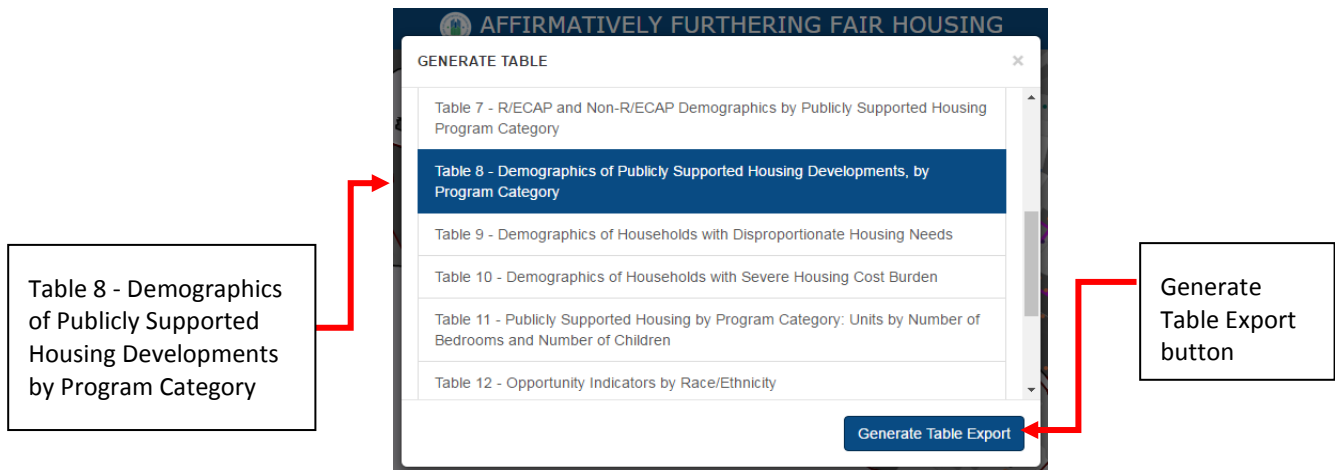 AFFIRMATIVELY FURTHERING FAIR HOUSING
GENERATE TABLE
×
Table 7 - R/ECAP and Non-R/ECAP Demographics by Publicly Supported Housing
Program Category
Table 8 - Demographics of Publicly Supported Housing Developments, by
Program Category
Table 9 - Demographics of Households with Disproportionate Housing Needs
Table 10 - Demographics of Households with Severe Housing Cost Burden
Table 11 - Publicly Supported Housing by Program Category: Units by Number of
Bedrooms and Number of Children
Table 12 - Opportunity Indicators by Race/Ethnicity
Generate Table Export
Table 8 - Demographics
of Publicly Supported
Housing Developments
by Program Category
Generate
Table Export
button